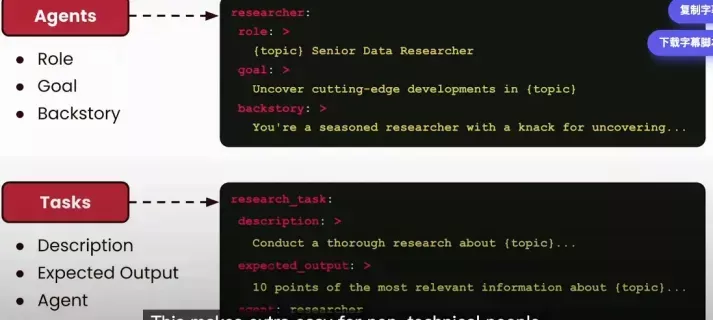 Agents
• Role
• Goal
• Backstory
researcher:
role: >
{topic} Senior Data Researcher
goal: >
Uncover cutting-edge developments in {topic}
backstory: >
You're a seasoned researcher with a knack for uncovering...
复制字
下载字幕脚
Tasks
• Description
• Expected Output
• Agent
research_task:
description: >
Conduct a thorough research about {topic}...
expected_output: >
10 points of the most relevant information about {topic}...
agent: researcher
This makes extra easy for non-technical people